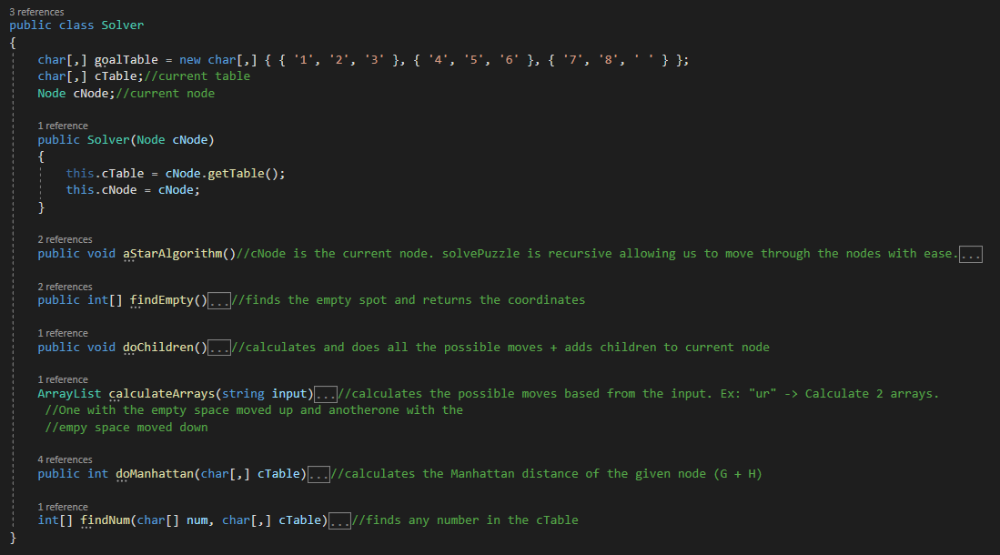 3 references
public class Solver
{
char[,] goalTable = new char[,] { { '1', '2', '3' }, { '4', '5', '6' }, { '7', '8', ' ' } };
char[,] cTable;//current table
Node cNode;//current node
1 reference
public Solver(Node cNode)
{
this.cTable = cNode.getTable();
this.cNode = cNode;
}
2 references
public void aStarAlgorithm()//cNode is the current node. solvePuzzle is recursive allowing us to move through the nodes with ease....
2 references
public int[] findEmpty()...//finds the empty spot and returns the coordinates
1 reference
public void doChildren()...//calculates and does all the possible moves + adds children to current node
1 reference
ArrayList calculateArrays(string input)...//calculates the possible moves based from the input. Ex: "ur" -> Calculate 2 arrays.
//One with the empty space moved up and anotherone with the
//empy space moved down
4 references
public int doManhattan(char[,] cTable)...//calculates the Manhattan distance of the given node (G + H)
1 reference
int[] findNum(char[] num, char[,] cTable)...//finds any number in the cTable
}